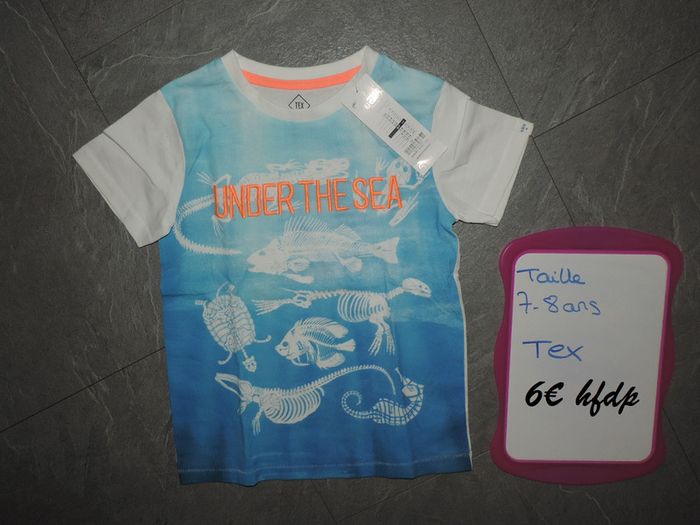 TEX
UNDER THE SEA
Taille
7-8 ans
Tex
6€ hfdp